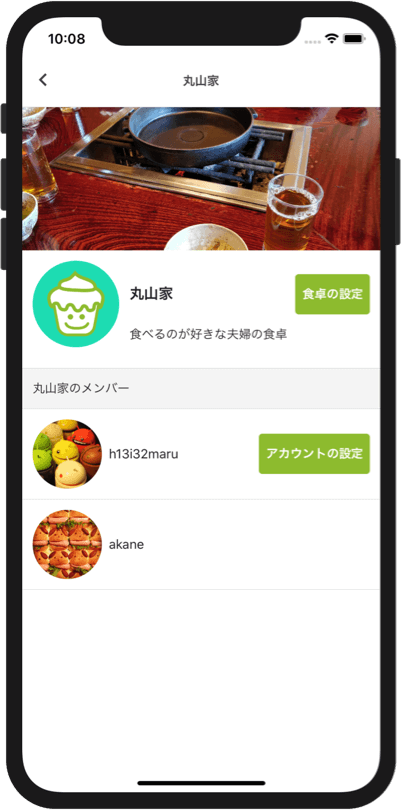 10:08
丸山家
丸山家
食卓の設定
食べるのが好きな夫婦の食卓
丸山家のメンバー
h13i32maru
アカウントの設定
akane